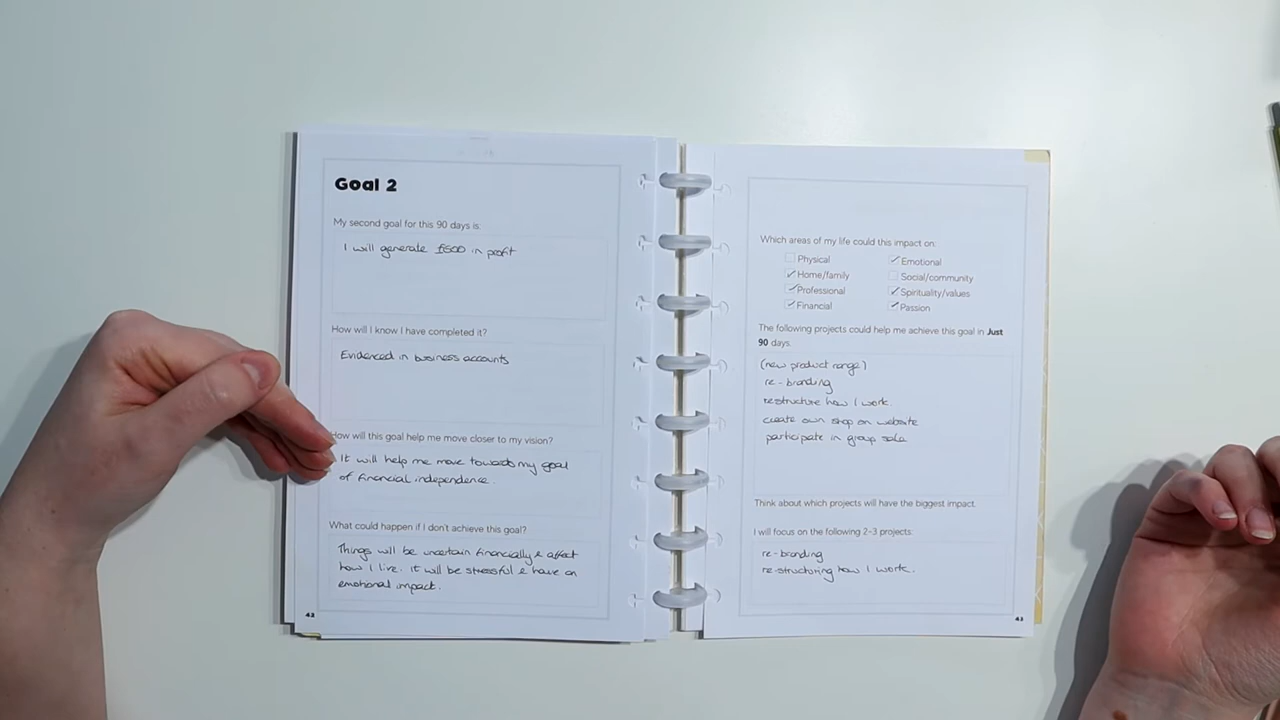 Goal 2
My second goal for this 90 days is:
I will generate £500 in profit
How will I know I have completed it?
Evidenced in business accounts
How will this goal help me move closer to my vision?
It will help me move towards my goal
of financial independence.
What could happen if I don't achieve this goal?
Things will be uncertain financially & affect
how I live. It will be stressful & have an
emotional impact.
42
Which areas of my life could this impact on:
Physical
Emotional
Home/family
Social/community
Professional
Spirituality/values
Financial
Passion
The following projects could help me achieve this goal in Just
90 days.
(new product range)
re-branding
restructure how I work.
create own shop on website
participate in group sale
Think about which projects will have the biggest impact.
I will focus on the following 2-3 projects:
re-branding
re-structuring how I work.
43